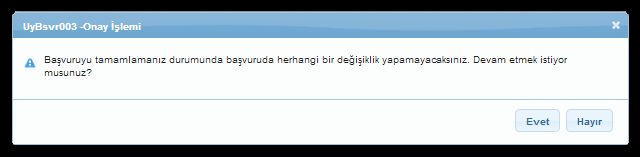 UyBsvr003 -Onay İşlemi
Başvuruyu tamamlamanız durumunda başvuruda herhangi bir değişiklik yapamayacaksınız. Devam etmek istiyor
musunuz?
Evet Hayır